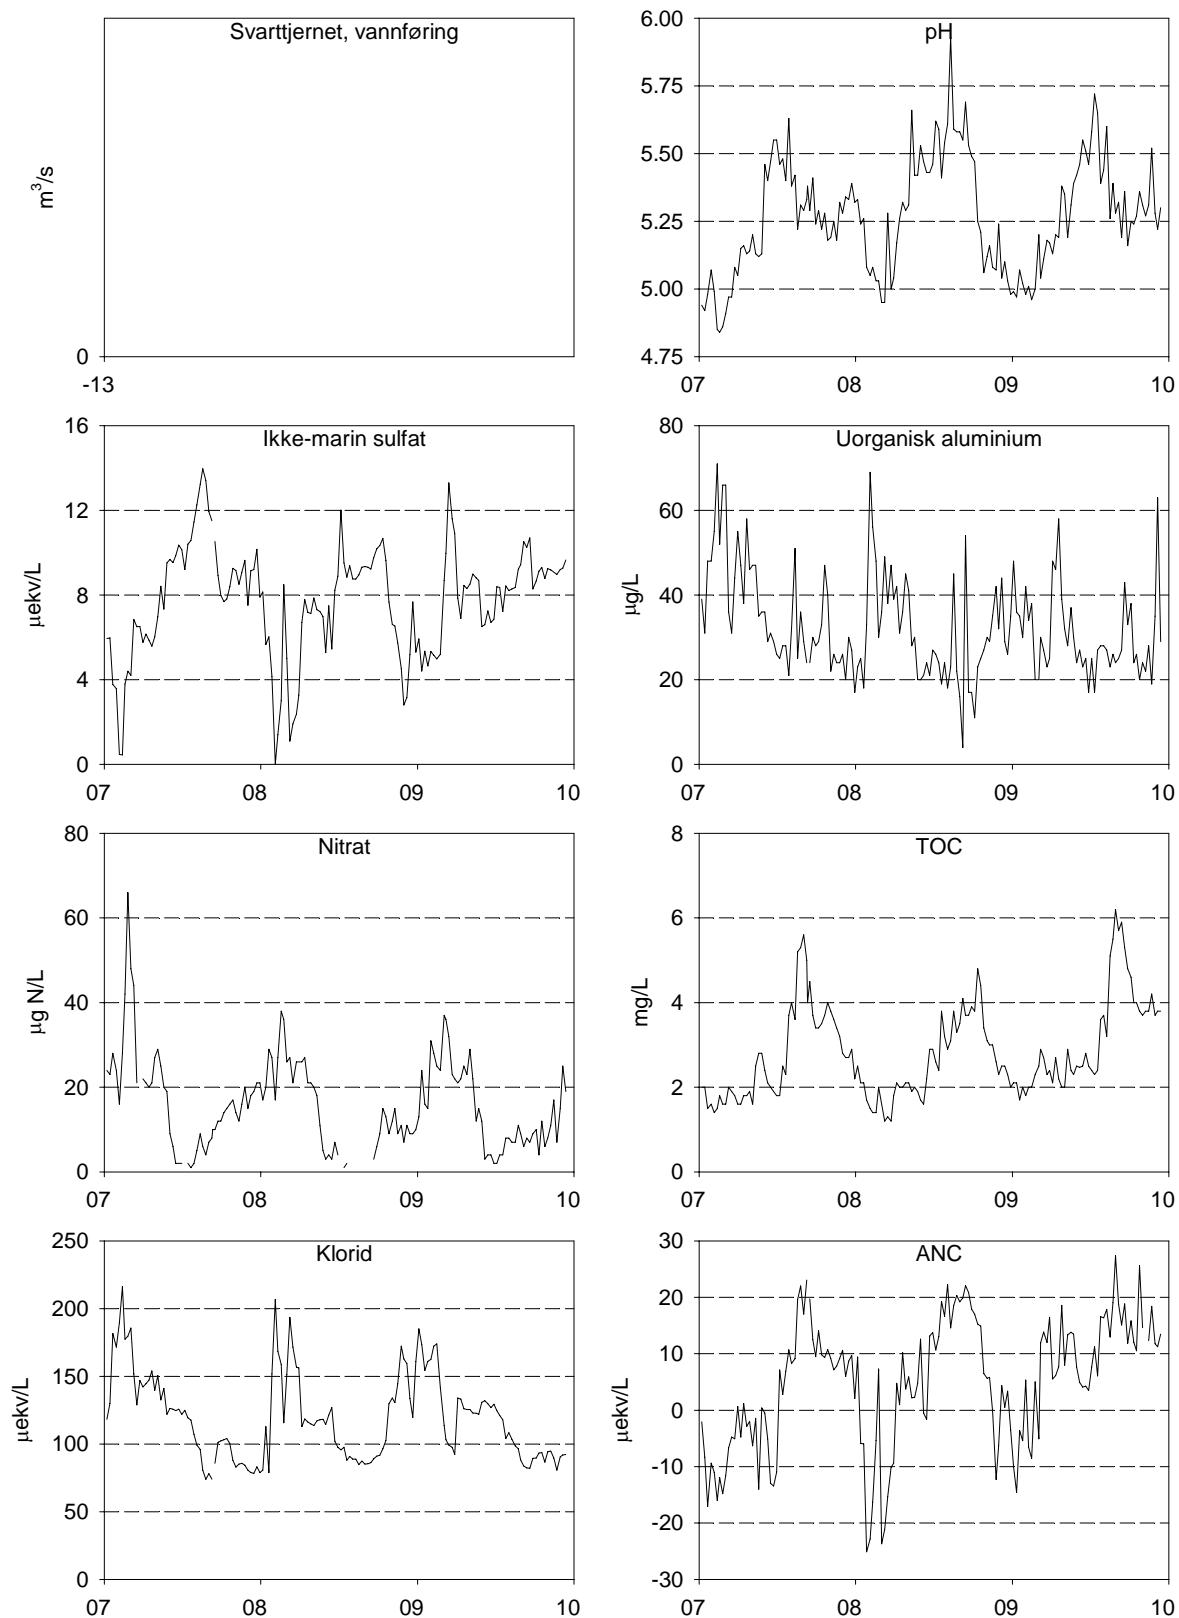 Svarttjernet, vannføring
m³/s
0
-13
pH
6.00
5.75
5.50
5.25
5.00
4.75
07 08 09 10
Ikke-marin sulfat
µekv/L
16
12
8
4
0
07 08 09 10
Uorganisk aluminium
µg/L
80
60
40
20
0
07 08 09 10
Nitrat
µg N/L
80
60
40
20
0
07 08 09 10
TOC
mg/L
8
6
4
2
0
07 08 09 10
Klorid
µekv/L
250
200
150
100
50
0
07 08 09 10
ANC
µekv/L
30
20
10
0
-10
-20
-30
07 08 09 10